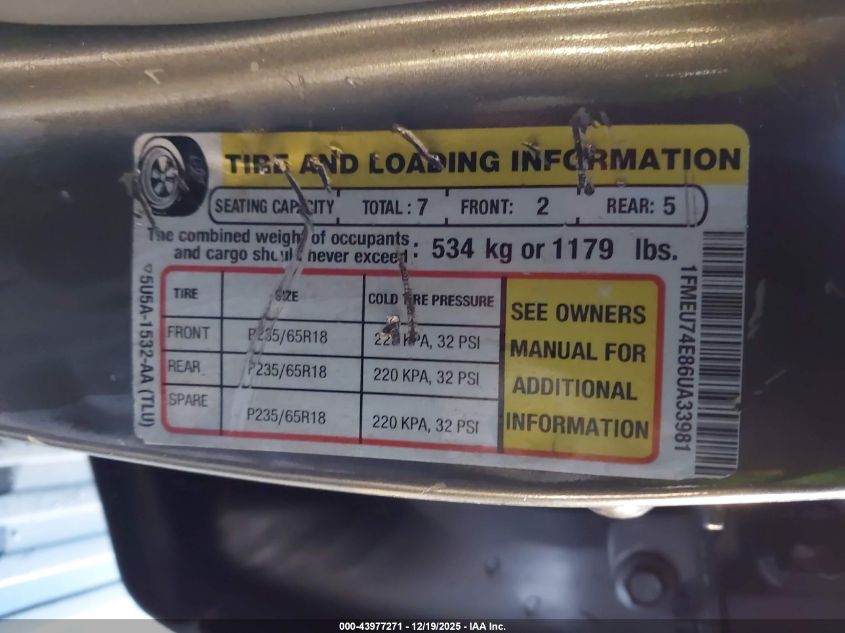 TIRE AND LOADING INFORMATION
SEATING CAPACITY TOTAL : 7 FRONT: 2 REAR: 5
The combined weight of occupants
and cargo should never exceed : 534 kg or 1179 lbs.
TIRE SIZE COLD TIRE PRESSURE
FRONT P235/65R18 220 KPA, 32 PSI
REAR P235/65R18 220 KPA, 32 PSI
SPARE P235/65R18 220 KPA, 32 PSI
SEE OWNERS
MANUAL FOR
ADDITIONAL
INFORMATION
5U5A-1532-AA (TLU)
1FMEU74E86UA33981
000-43977271 - 12/19/2025 - IAA Inc.